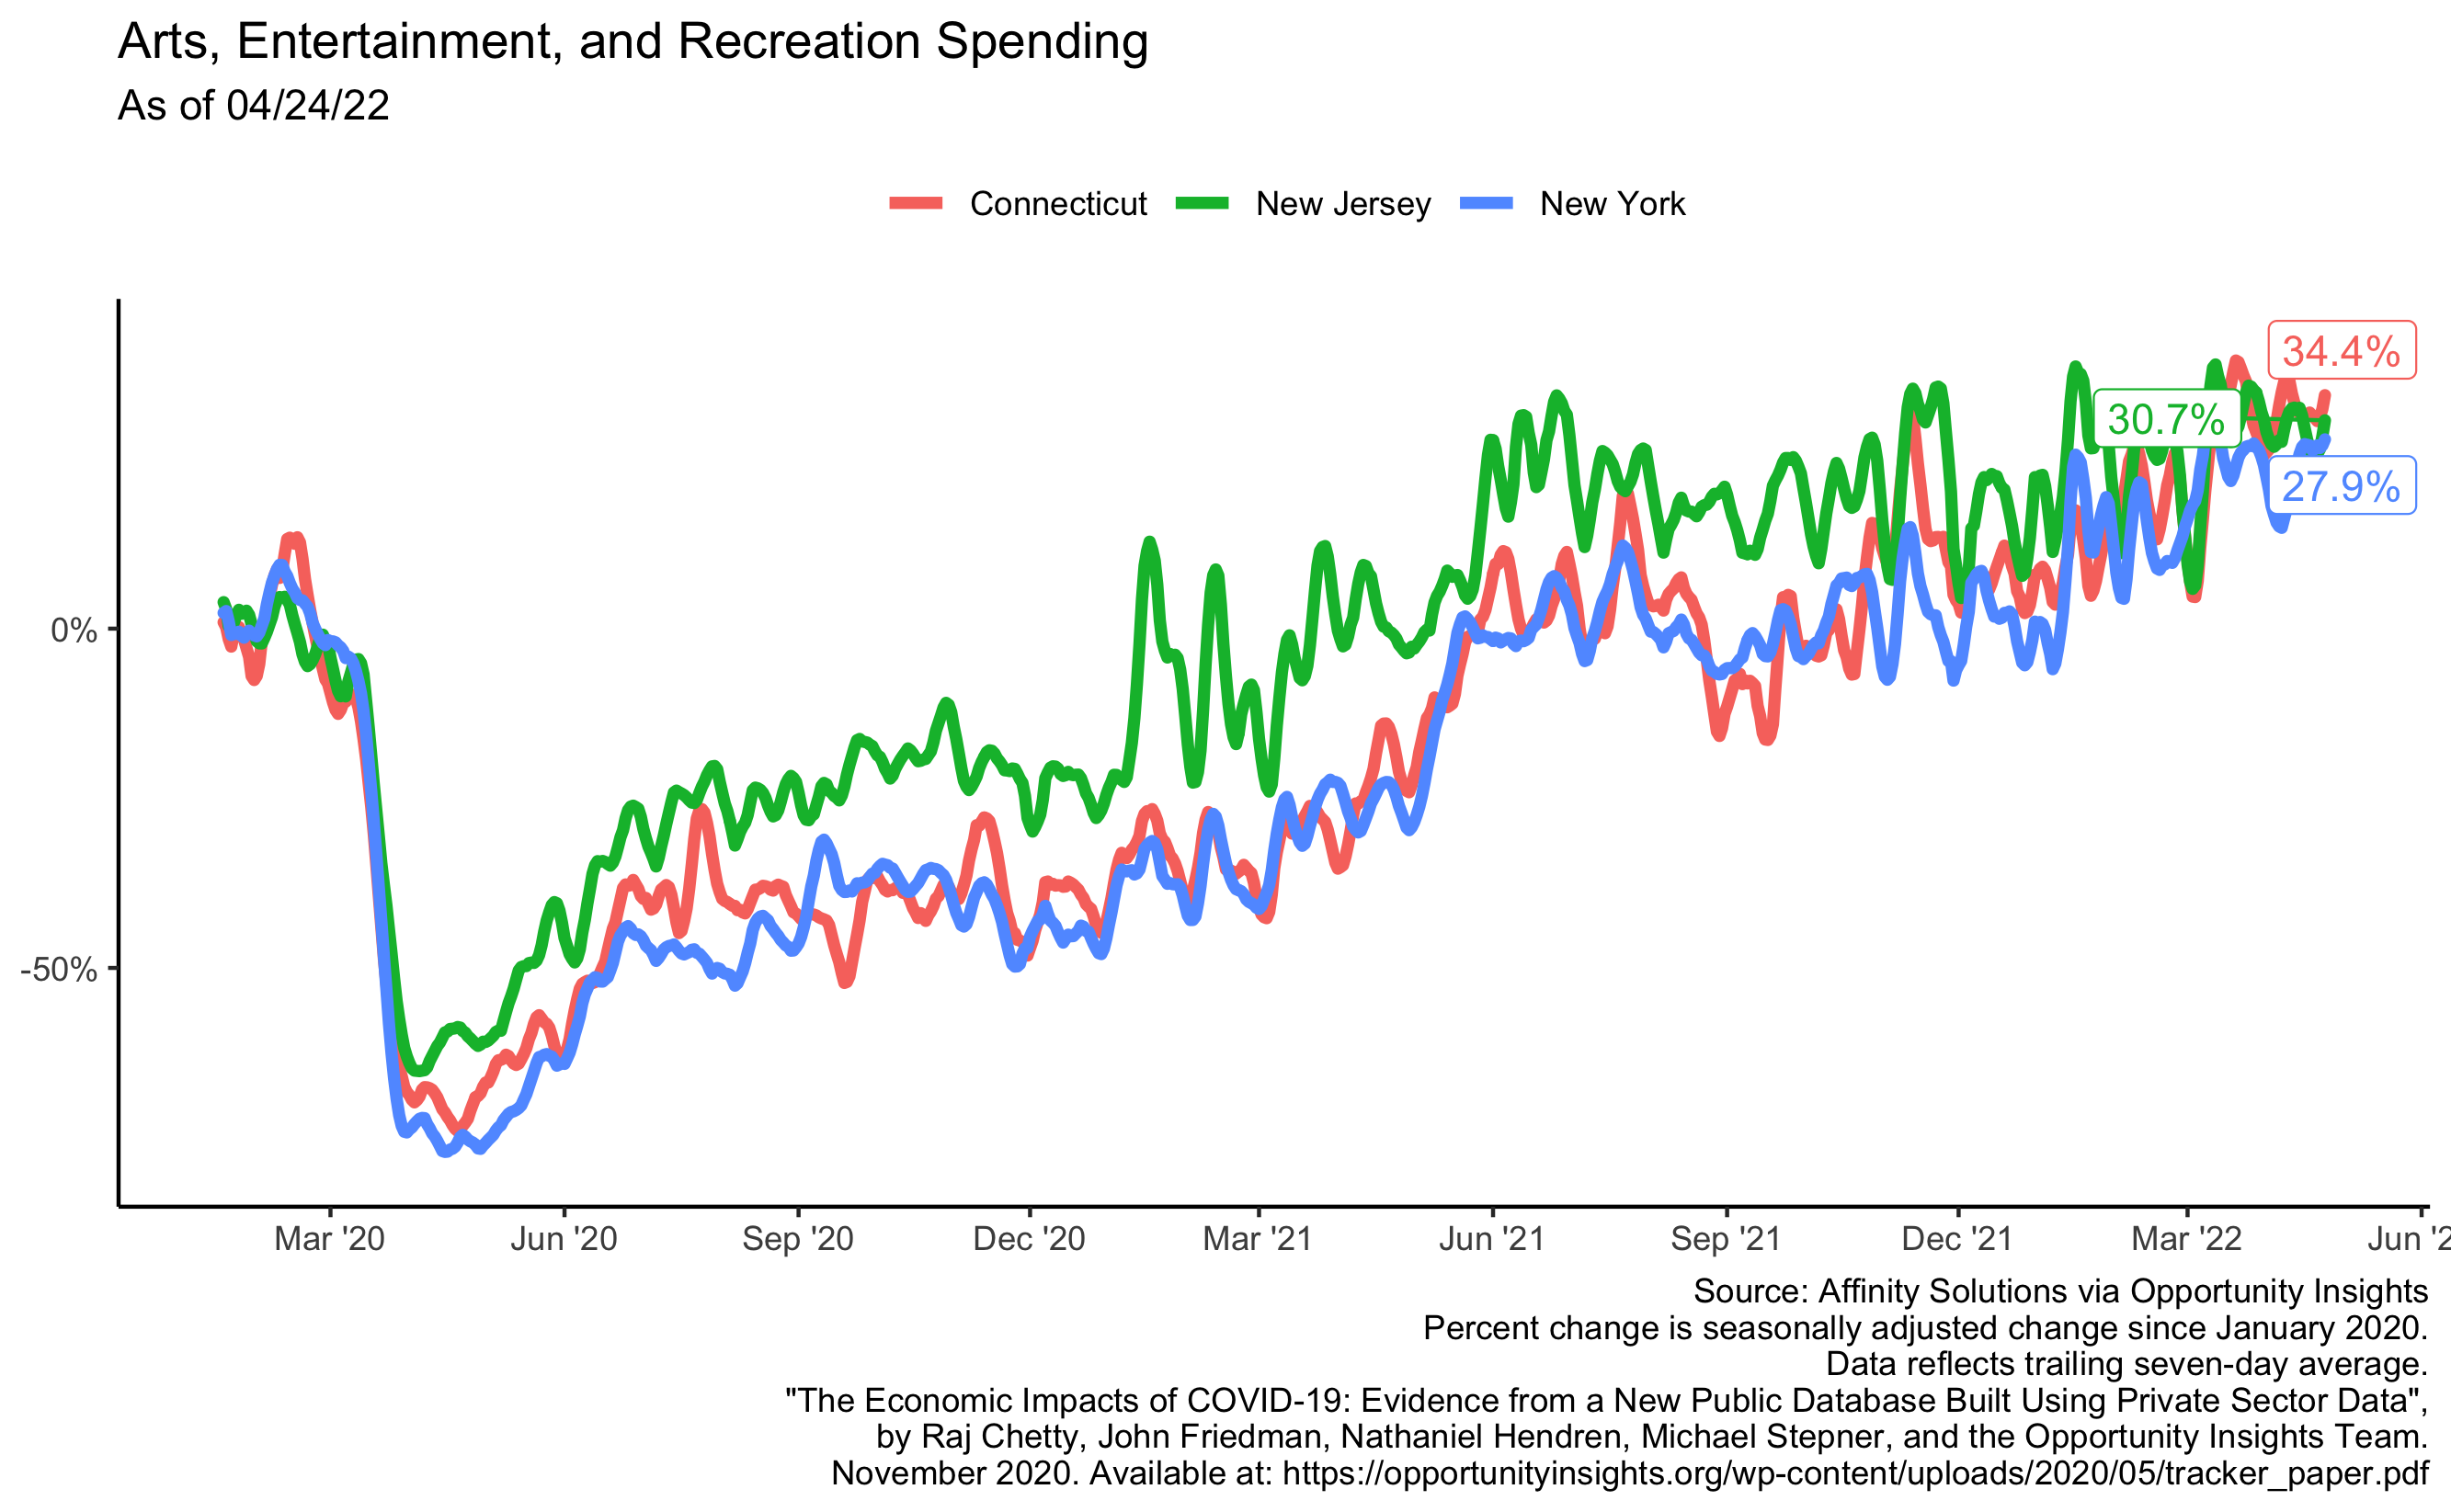 Arts, Entertainment, and Recreation Spending
As of 04/24/22
Connecticut New Jersey New York
34.4%
30.7%
27.9%
0%
-50%
Mar '20 Jun '20 Sep '20 Dec '20 Mar '21 Jun '21 Sep '21 Dec '21 Mar '22 Jun '2
Source: Affinity Solutions via Opportunity Insights
Percent change is seasonally adjusted change since January 2020.
Data reflects trailing seven-day average.
"The Economic Impacts of COVID-19: Evidence from a New Public Database Built Using Private Sector Data",
by Raj Chetty, John Friedman, Nathaniel Hendren, Michael Stepner, and the Opportunity Insights Team.
November 2020. Available at: https://opportunityinsights.org/wp-content/uploads/2020/05/tracker_paper.pdf